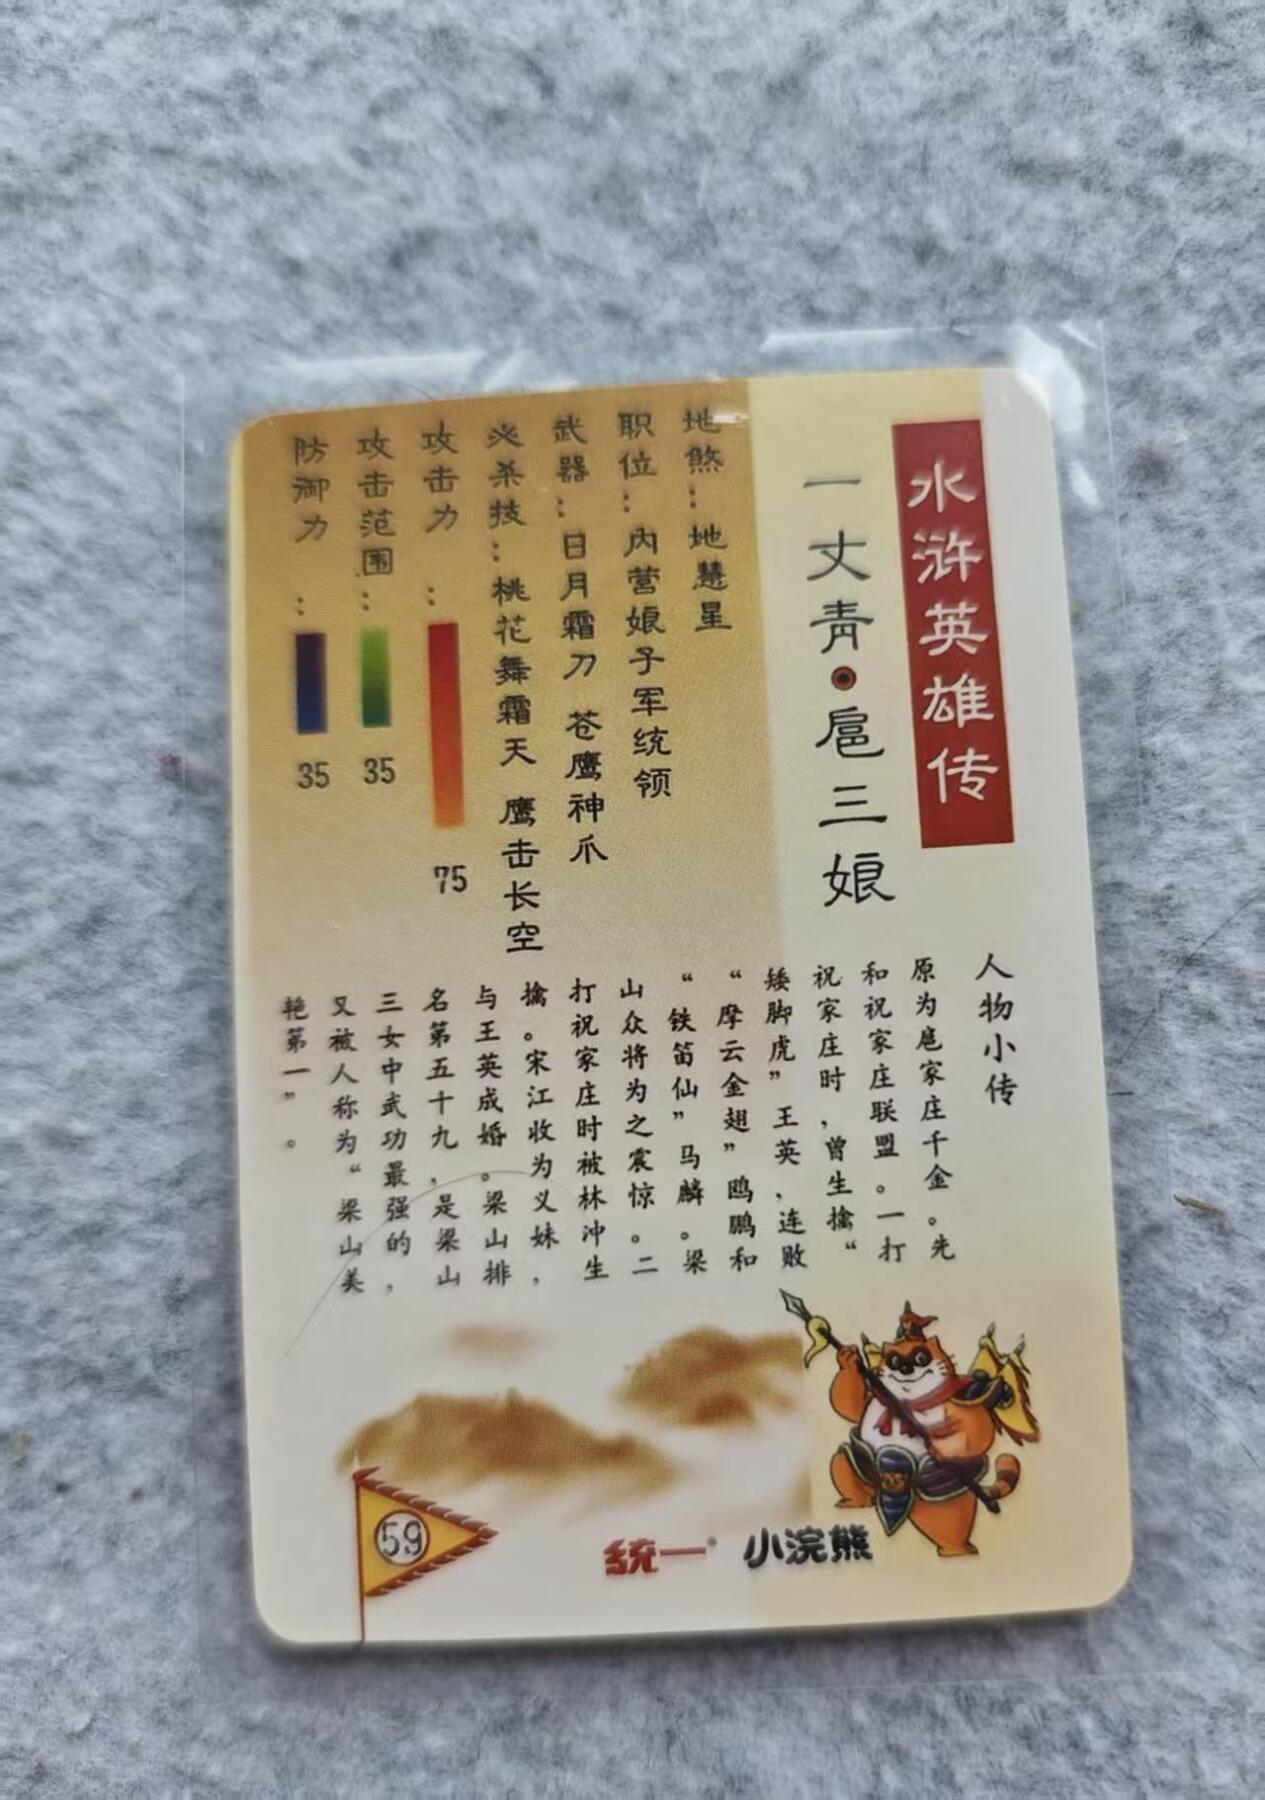 水浒英雄传
一丈青·扈三娘
地煞：地慧星
职位：内营娘子军统领
武器：日月霜刀 苍鹰神爪
必杀技：桃花舞霜天 鹰击长空
攻击力：75
攻击范围：35
防御力：35
人物小传
原为扈家庄千金。先
和祝家庄联盟。一打
祝家庄时，曾生擒“
矮脚虎”王英，连败
“摩云金翅”鸥鹏和
“铁笛仙”马麟。梁
山众将为之震惊。二
打祝家庄时被林冲生
擒。宋江收为义妹，
与王英成婚。梁山排
名第五十九，是梁山
三女中武功最强的，
又被人称为“梁山美
艳第一”。
59
統一 小浣熊